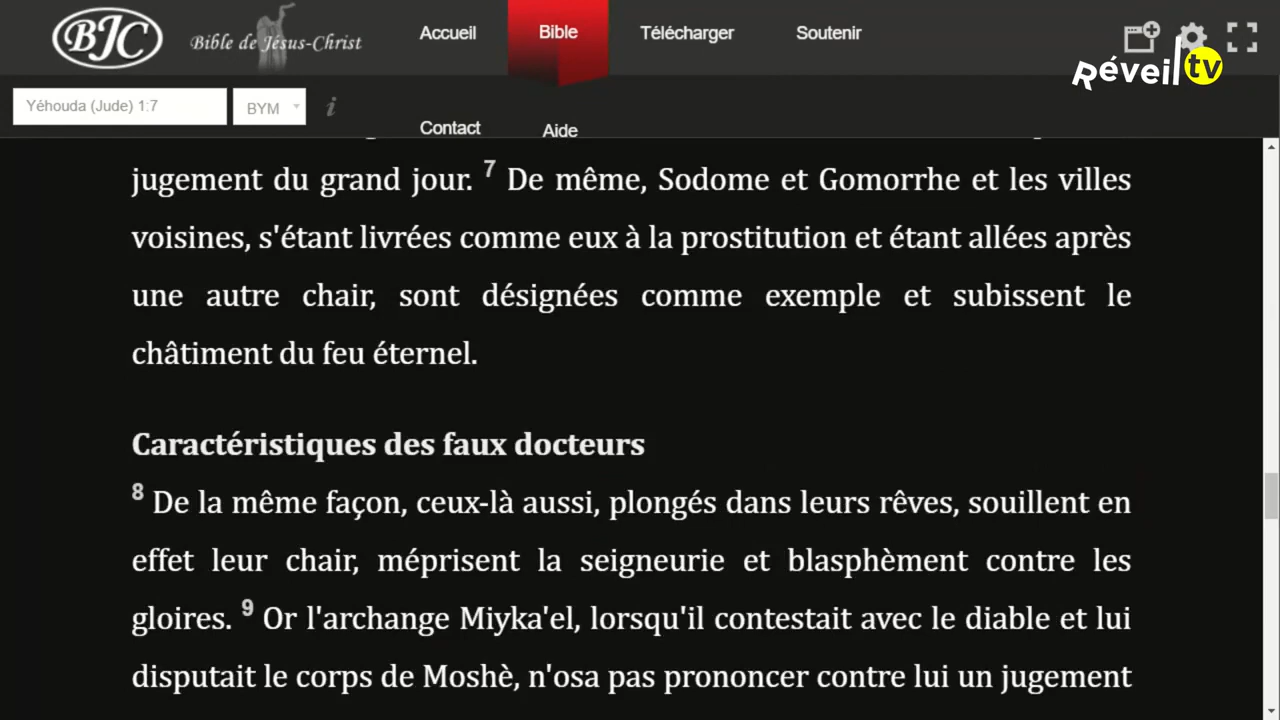 BJC
Bible de Jésus-Christ
Accueil
Bible
Télécharger
Soutenir
Réveil tv
Yéhouda (Jude) 1:7
BYM
i
Contact
Aide
jugement du grand jour. 7 De même, Sodome et Gomorrhe et les villes
voisines, s'étant livrées comme eux à la prostitution et étant allées après
une autre chair, sont désignées comme exemple et subissent le
châtiment du feu éternel.
Caractéristiques des faux docteurs
8 De la même façon, ceux-là aussi, plongés dans leurs rêves, souillent en
effet leur chair, méprisent la seigneurie et blasphèment contre les
gloires. 9 Or l'archange Miyka'el, lorsqu'il contestait avec le diable et lui
disputait le corps de Moshè, n'osa pas prononcer contre lui un jugement